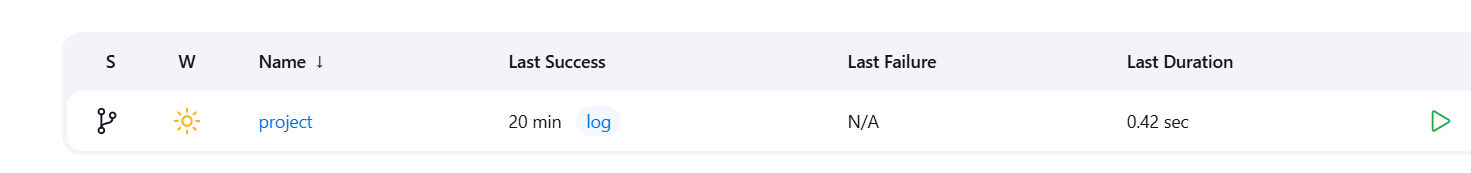 S W Name ↓ Last Success Last Failure Last Duration
project 20 min log N/A 0.42 sec